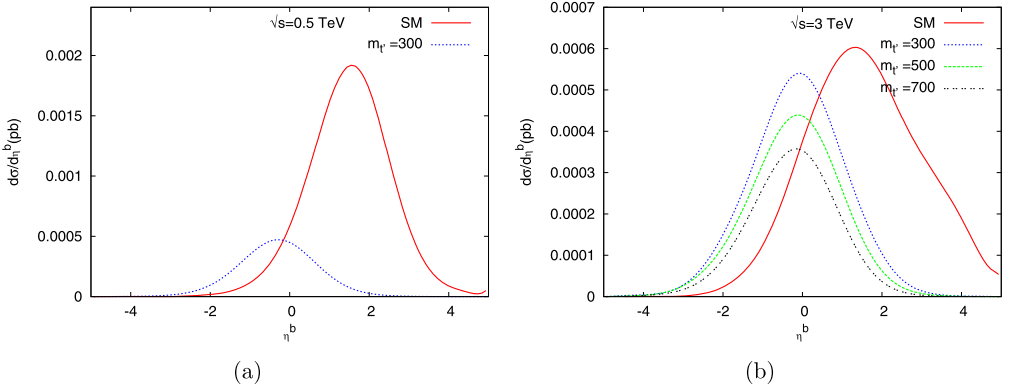 √s=0.5 TeV
SM
m_t' =300
0.002
0.0015
0.001
0.0005
0
dσ/dη^b(pb)
-4 -2 0 2 4
η^b
(a)
√s=3 TeV
SM
m_t' =300
m_t' =500
m_t' =700
0.0007
0.0006
0.0005
0.0004
0.0003
0.0002
0.0001
0
dσ/dη^b(pb)
-4 -2 0 2 4
η^b
(b)